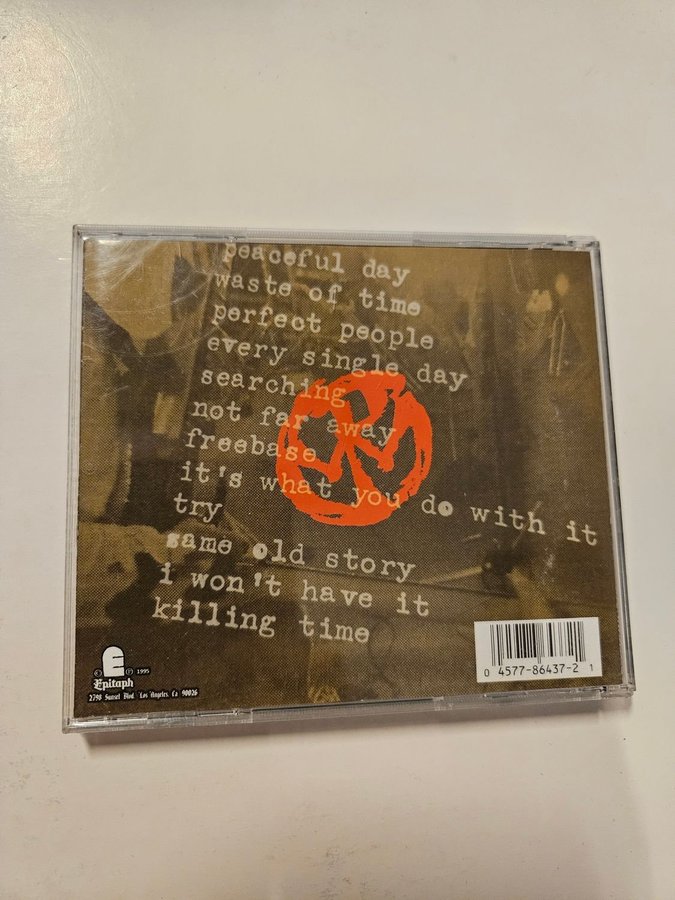 peaceful day
waste of time
perfect people
every single day
searching
not far away
freebase
it's what you do with it
try
same old story
i won't have it
killing time
© E ℗ 1995
Epitaph
2798 Sunset Blvd. Los Angeles, Ca 90026
0 4577-86437-2 1